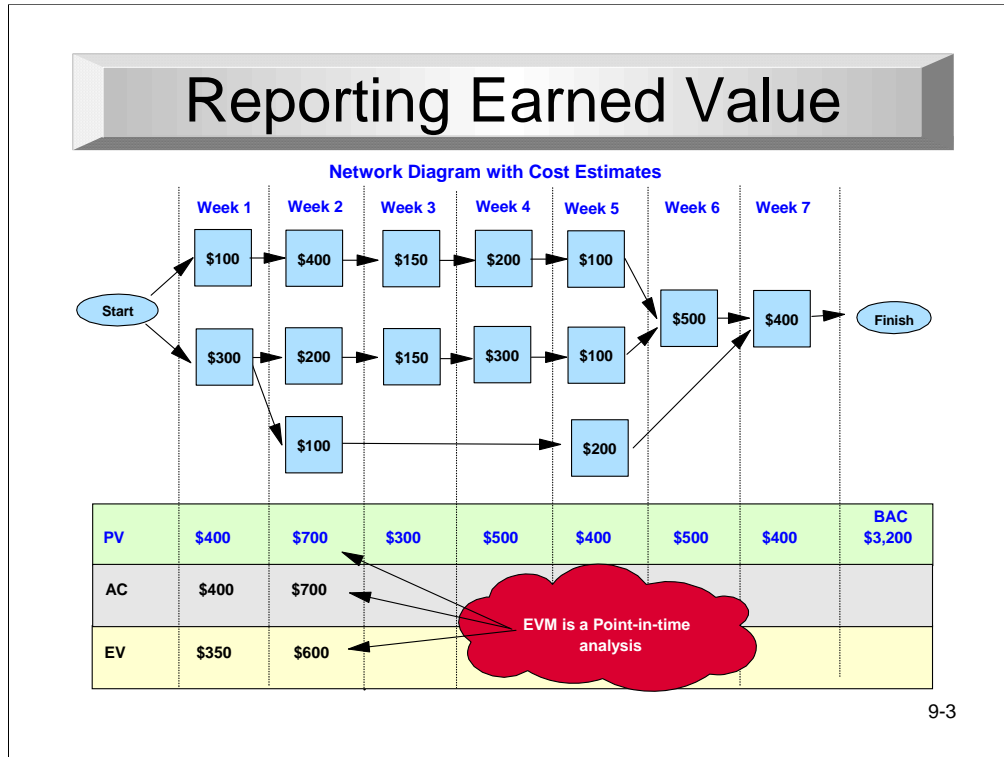 Reporting Earned Value
Network Diagram with Cost Estimates
Week 1 Week 2 Week 3 Week 4 Week 5 Week 6 Week 7
$100 $400 $150 $200 $100
Start $500 $400 Finish
$300 $200 $150 $300 $100
$100 $200
BAC
PV $400 $700 $300 $500 $400 $500 $400 $3,200
AC $400 $700
EVM is a Point-in-time
analysis
EV $350 $600
9-3